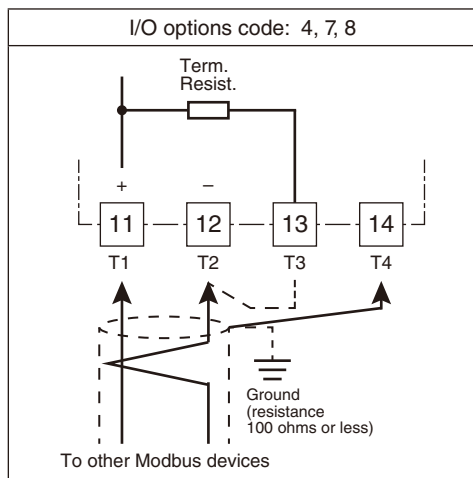 I/O options code: 4, 7, 8
Term.
Resist.
+ –
11 12 13 14
T1 T2 T3 T4
Ground
(resistance
100 ohms or less)
To other Modbus devices